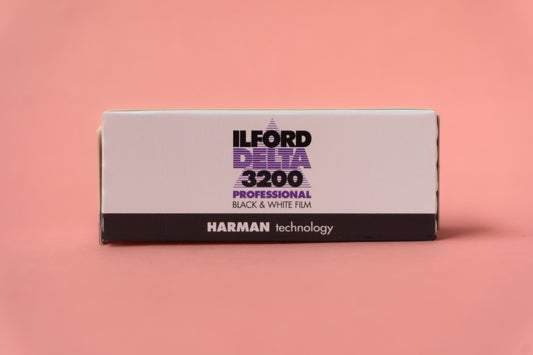 ILFORD
DELTA
3200
PROFESSIONAL
BLACK & WHITE FILM
HARMAN technology